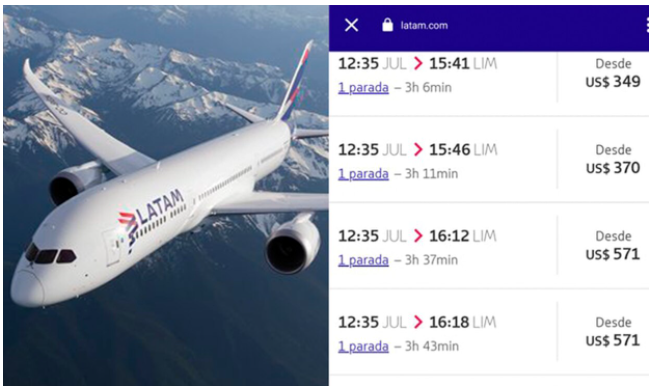 LATAM
latam.com
12:35 JUL > 15:41 LIM
Desde
1 parada – 3h 6min
US$ 349
12:35 JUL > 15:46 LIM
Desde
1 parada – 3h 11min
US$ 370
12:35 JUL > 16:12 LIM
Desde
1 parada – 3h 37min
US$ 571
12:35 JUL > 16:18 LIM
Desde
1 parada – 3h 43min
US$ 571